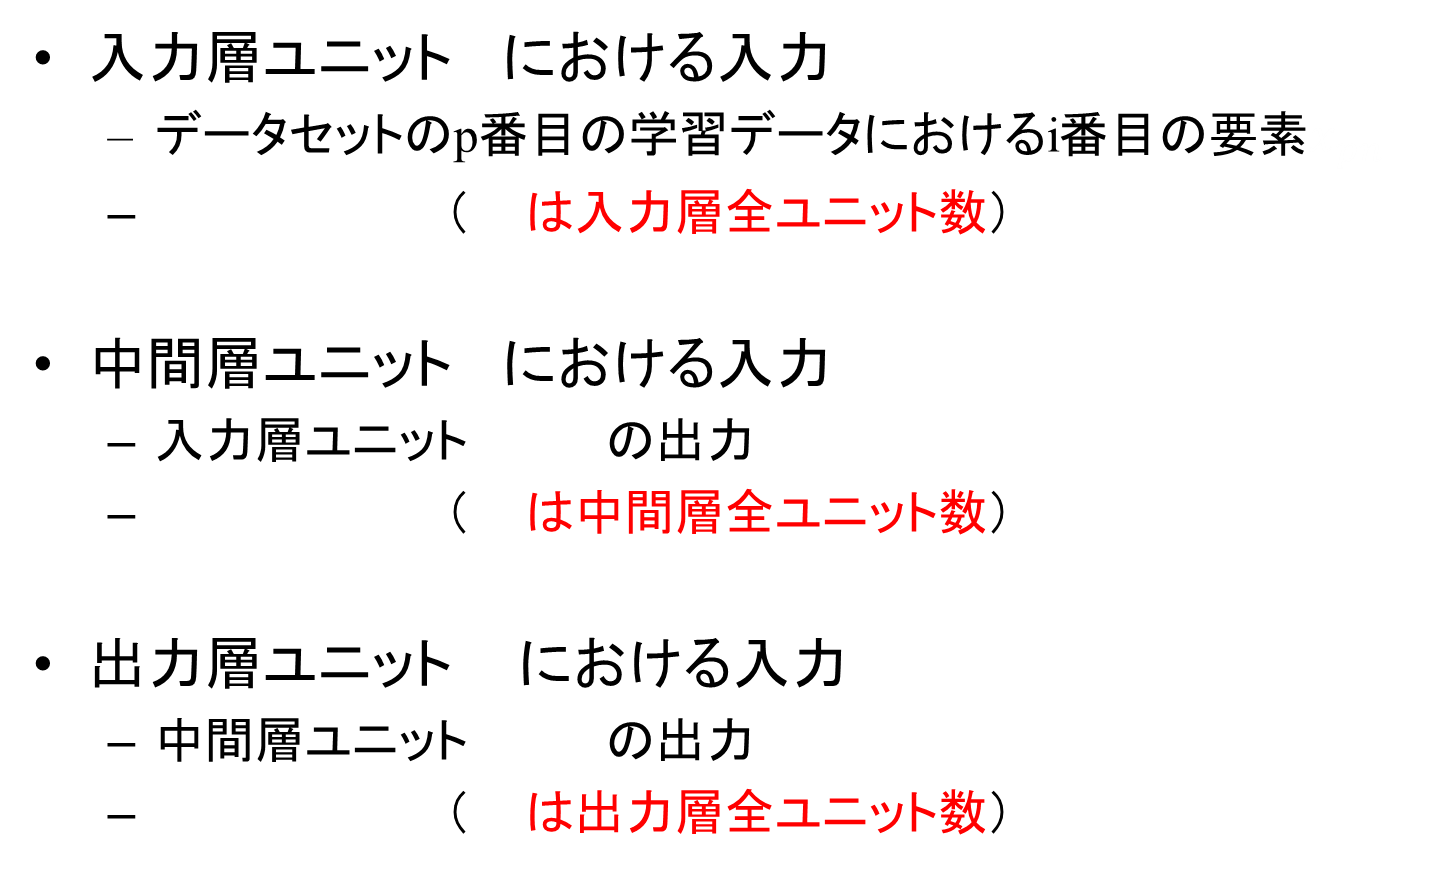 • 入力層ユニット における入力
– データセットのp番目の学習データにおけるi番目の要素
– （ は入力層全ユニット数）
• 中間層ユニット における入力
– 入力層ユニット の出力
– （ は中間層全ユニット数）
• 出力層ユニット における入力
– 中間層ユニット の出力
– （ は出力層全ユニット数）